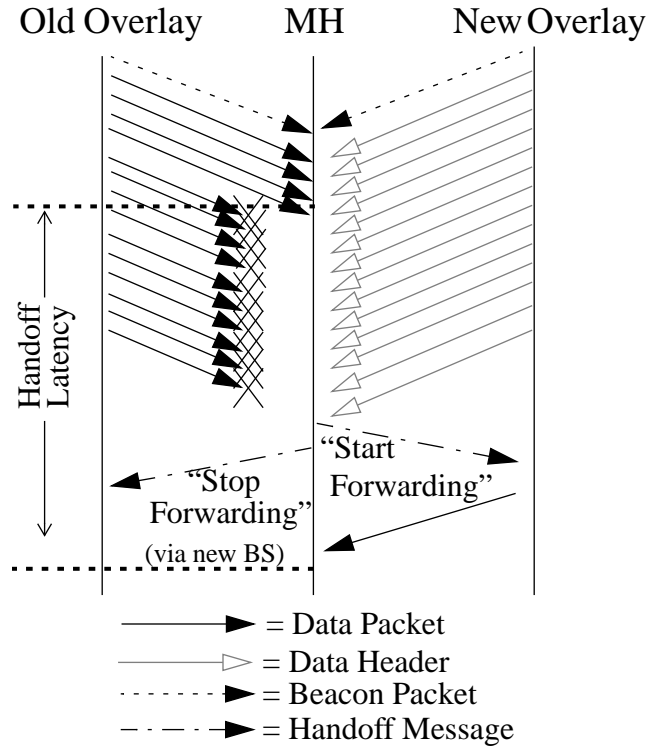 Old Overlay
MH
New Overlay
Handoff
Latency
“Start
Forwarding”
“Stop
Forwarding”
(via new BS)
= Data Packet
= Data Header
= Beacon Packet
= Handoff Message